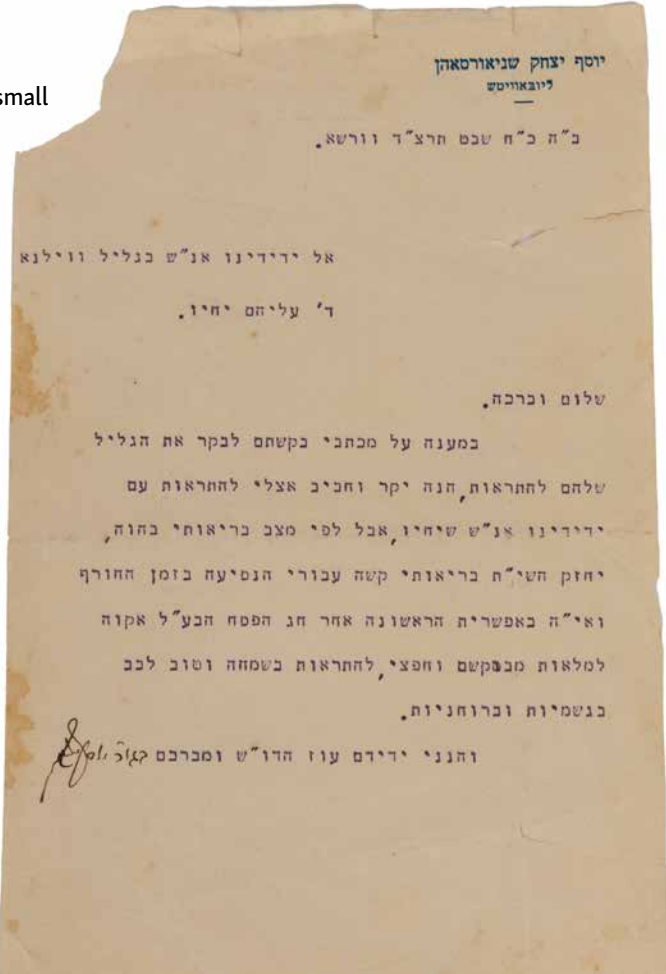 small
יוסף יצחק שניאורסאהן
ליובאוויטש
ב"ה כ"ח שבט תרצ"ד וורשא.
אל ידידינו אנ"ש בגליל ווילנא
ד' עליהם יחיו.
שלום וברכה.
במענה על מכתבי בקשתם לבקר את הגליל
שלהם להתראות, הנה יקר וחביב אצלי להתראות עם
ידידינו אנ"ש שיחיו, אבל לפי מצב בריאותי בהוה,
יחזק השי"ת בריאותי קשה עבורי הנסיעה בזמן החורף
ואי"ה באפשרית הראשונה אחר חג הפסח הבע"ל אקוה
למלאות מבוקשם וחפצי, להתראות בשמחה וטוב לבב
בגשמיות וברוחניות.
והנני ידידם עוז הדו"ש ומברכם